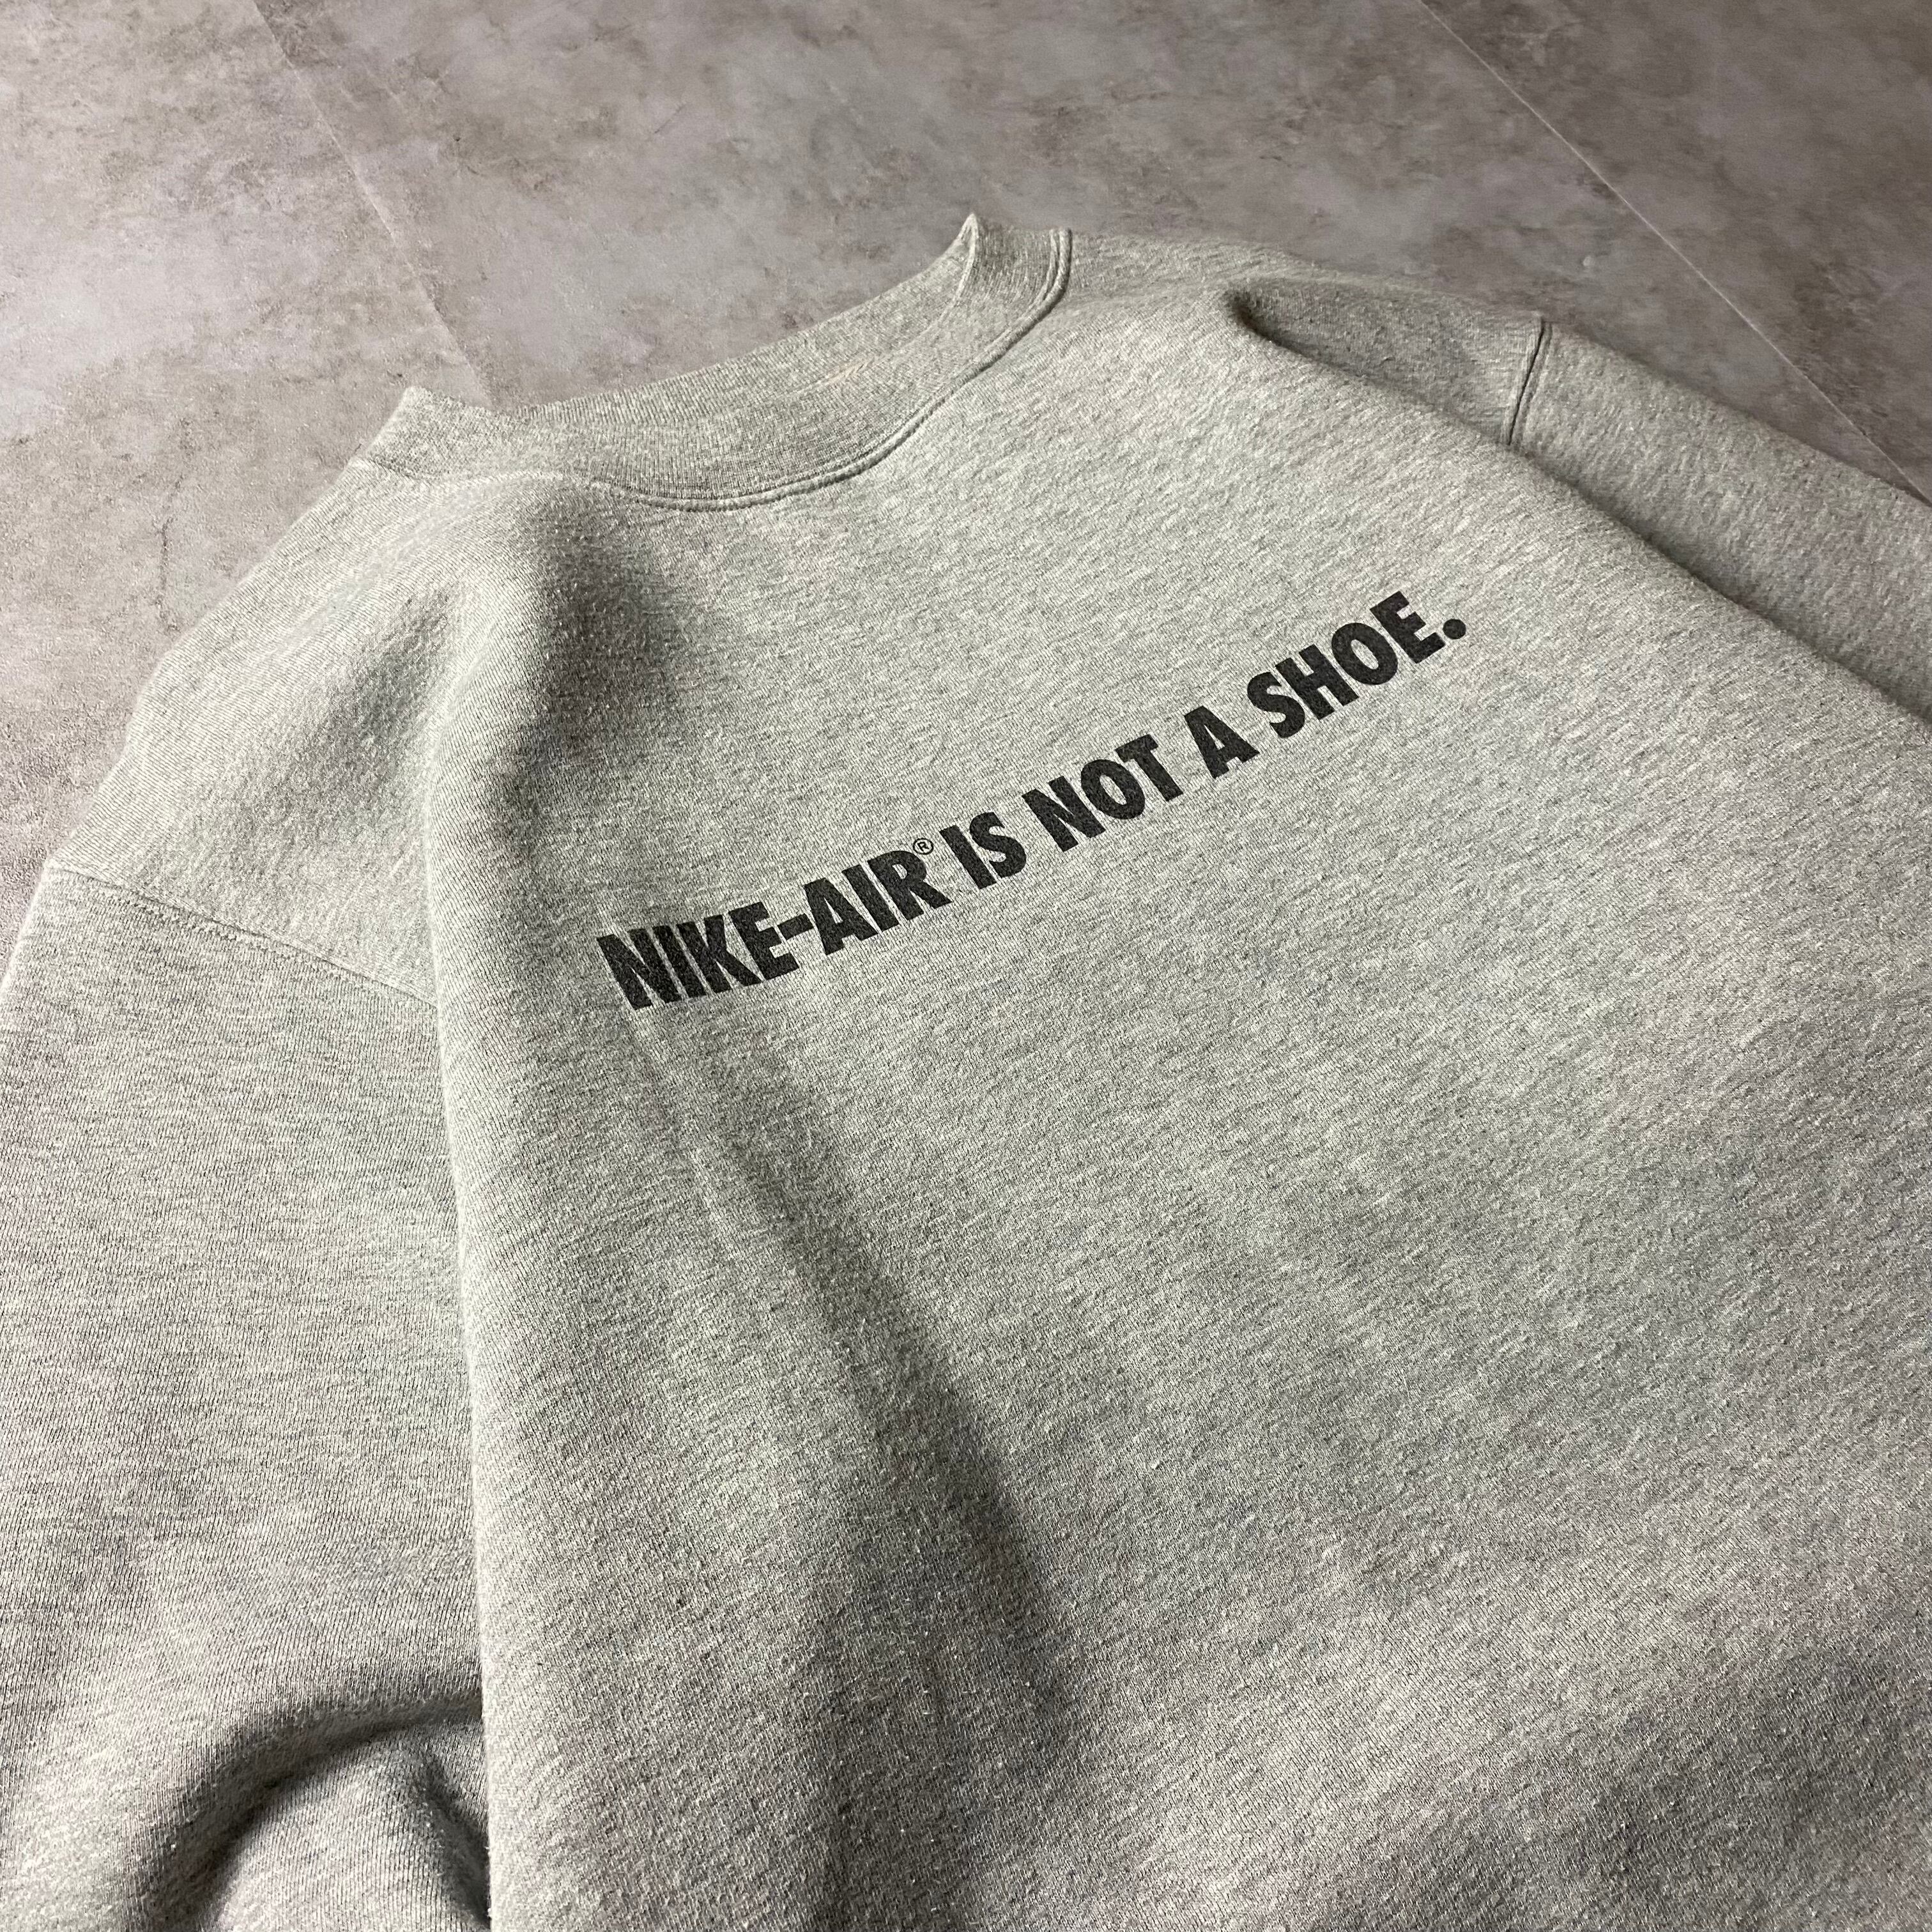 NIKE-AIR® IS NOT A SHOE.